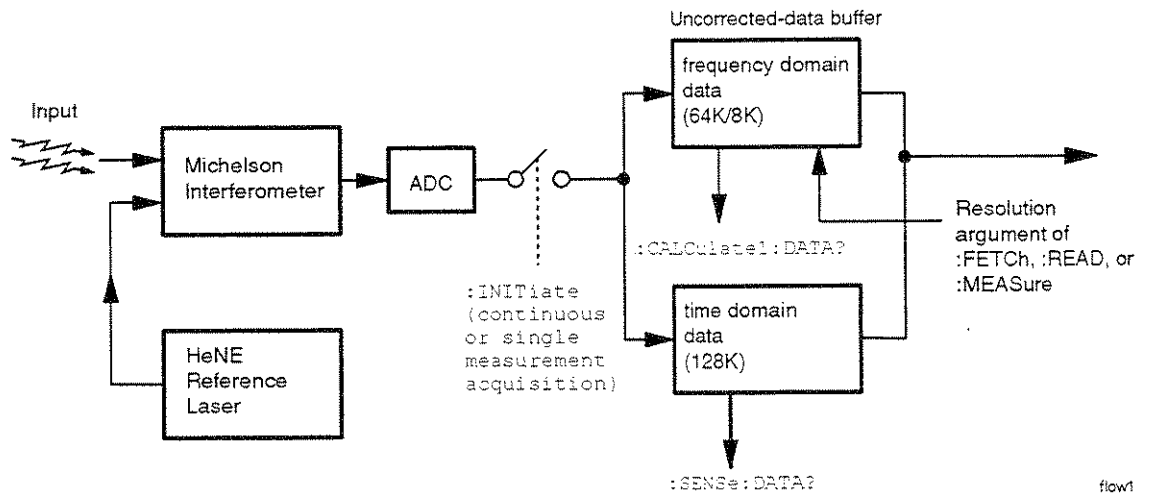 Uncorrected-data buffer
frequency domain
data
(64K/8K)
Input
Michelson
Interferometer
ADC
:CALCulate1:DATA?
Resolution
argument of
:FETCh, :READ, or
:MEASure
:INITiate
(continuous
or single
measurement
acquisition)
time domain
data
(128K)
HeNE
Reference
Laser
:SENSe:DATA?
flow1